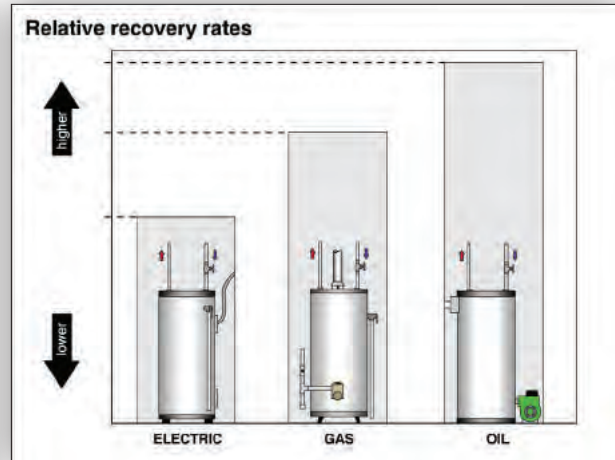 Relative recovery rates
higher
lower
ELECTRIC
GAS
OIL